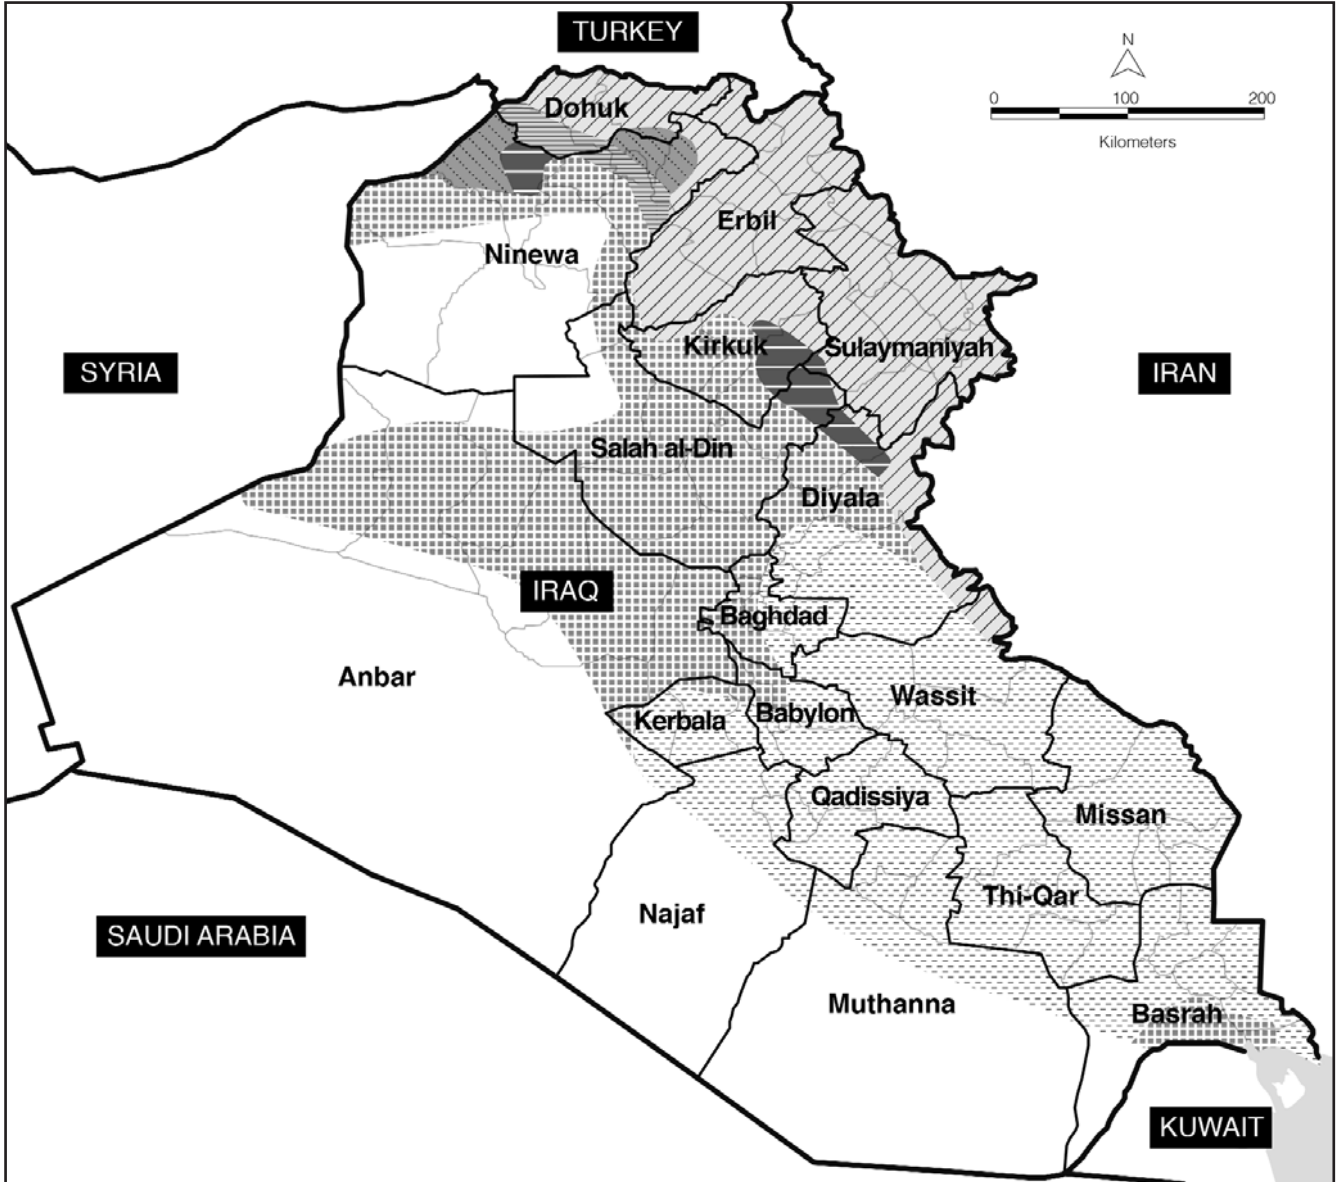 TURKEY
N
0 100 200
Kilometers
Dohuk
Erbil
Ninewa
Kirkuk
Sulaymaniyah
SYRIA
IRAN
Salah al-Din
Diyala
IRAQ
Baghdad
Anbar
Wassit
Kerbala
Babylon
Qadissiya
Missan
Thi-Qar
Najaf
SAUDI ARABIA
Muthanna
Basrah
KUWAIT